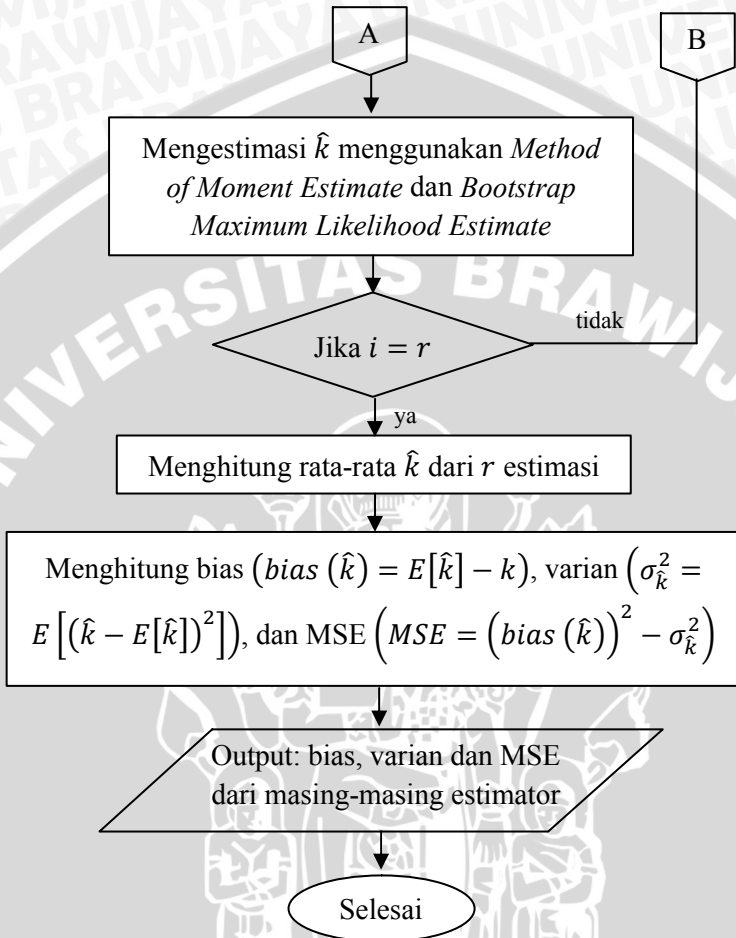 A
B
Mengestimasi k̂ menggunakan Method
of Moment Estimate dan Bootstrap
Maximum Likelihood Estimate
UNIVERSITAS BRAWIJ
tidak
Jika i = r
ya
Menghitung rata-rata k̂ dari r estimasi
Menghitung bias (bias (k̂) = E[k̂] − k), varian (σ²_k̂ =
E [(k̂ − E[k̂])²]), dan MSE (MSE = (bias (k̂))² − σ²_k̂)
Output: bias, varian dan MSE
dari masing-masing estimator
Selesai